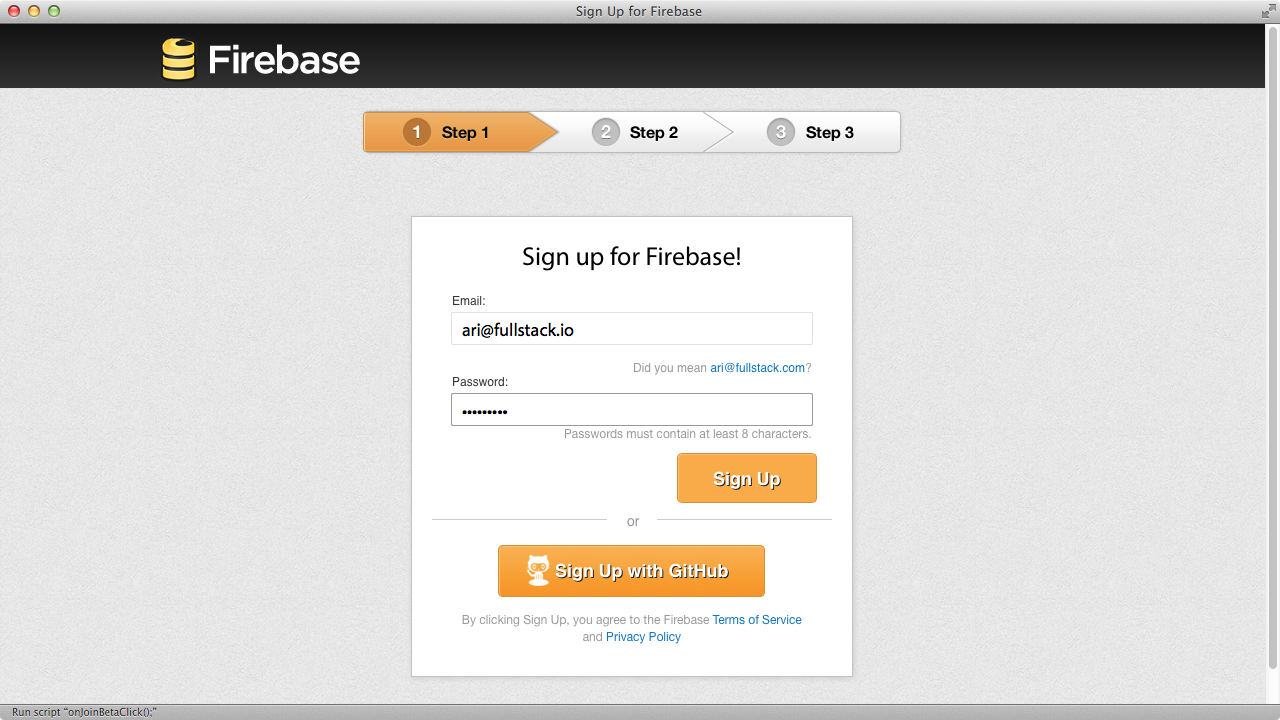 Sign Up for Firebase
Firebase
1 Step 1 2 Step 2 3 Step 3
Sign up for Firebase!
Email:
ari@fullstack.io
Did you mean ari@fullstack.com?
Password:
•••••••••
Passwords must contain at least 8 characters.
Sign Up
or
Sign Up with GitHub
By clicking Sign Up, you agree to the Firebase Terms of Service
and Privacy Policy
Run script “onJoinBetaClick();”